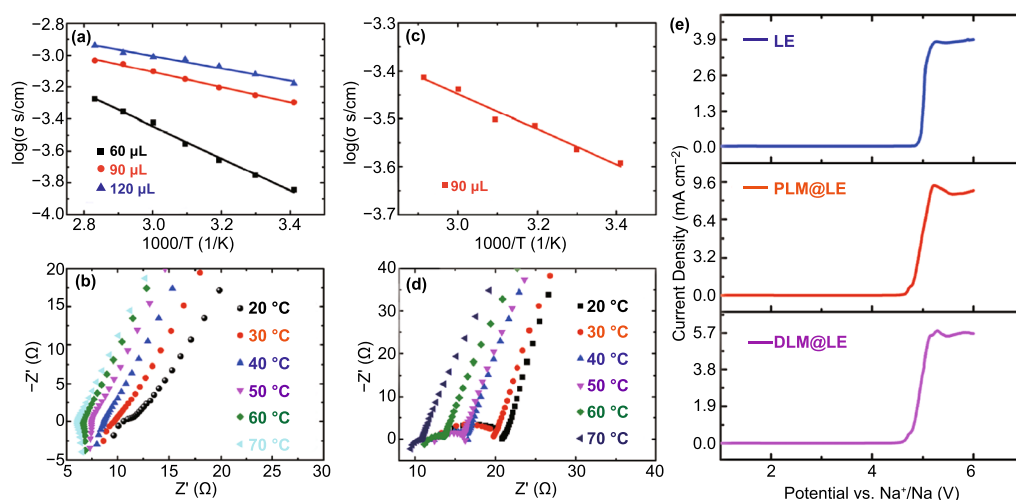 (a)
−2.8
−3.0
−3.2
−3.4
−3.6
−3.8
−4.0
log(σ s/cm)
60 µL
90 µL
120 µL
2.8 3.0 3.2 3.4
1000/T (1/K)
(c)
−3.3
−3.4
−3.5
−3.6
−3.7
log(σ s/cm)
90 µL
2.8 3.0 3.2 3.4
1000/T (1/K)
(b)
20
15
10
5
0
−5
−Z' (Ω)
20 °C
30 °C
40 °C
50 °C
60 °C
70 °C
5 10 15 20 25 30
Z' (Ω)
(d)
40
30
20
10
0
−Z' (Ω)
20 °C
30 °C
40 °C
50 °C
60 °C
70 °C
10 20 30 40
Z' (Ω)
(e)
Current Density (mA cm⁻²)
3.9
2.6
1.3
0.0
LE
9.6
6.4
3.2
0.0
PLM@LE
5.7
3.8
1.9
0.0
DLM@LE
2 4 6
Potential vs. Na⁺/Na (V)